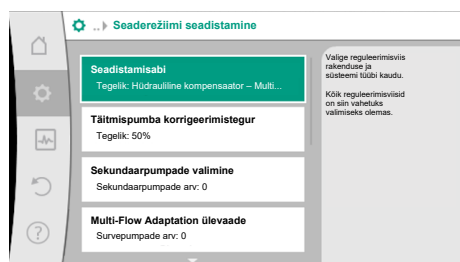 ..▸ Seaderežiimi seadistamine
Seadistamisabi
Tegelik: Hüdrauliline kompensaator – Multi...
Täitmispumba korrigeerimistegur
Tegelik: 50%
Sekundaarpumpade valimine
Sekundaarpumpade arv: 0
Multi-Flow Adaptation ülevaade
Survepumpade arv: 0
Valige reguleerimisviis
rakenduse ja
süsteemi tüübi kaudu.
Kõik reguleerimisviisid
on siin vahetuks
valimiseks olemas.
?